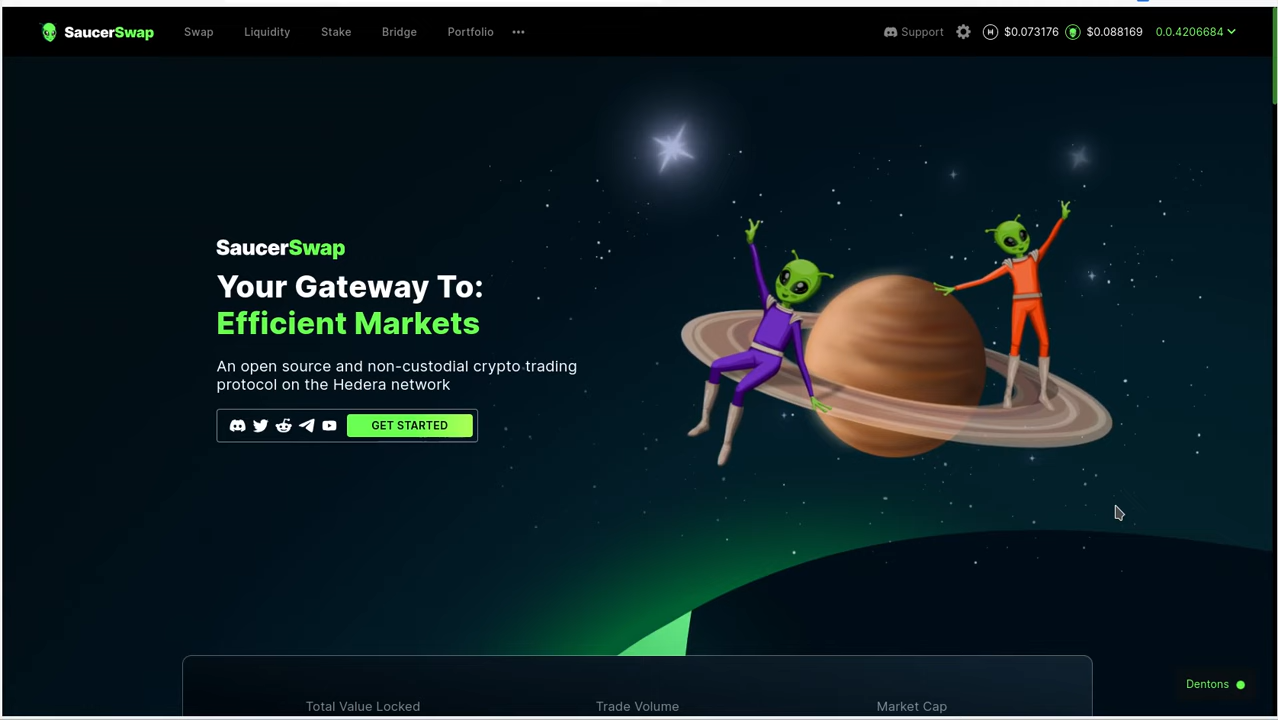 SaucerSwap Swap Liquidity Stake Bridge Portfolio ••• Support $0.073176 $0.088169 0.0.4206684
SaucerSwap
Your Gateway To:
Efficient Markets
An open source and non-custodial crypto trading
protocol on the Hedera network
GET STARTED
Dentons
Total Value Locked Trade Volume Market Cap